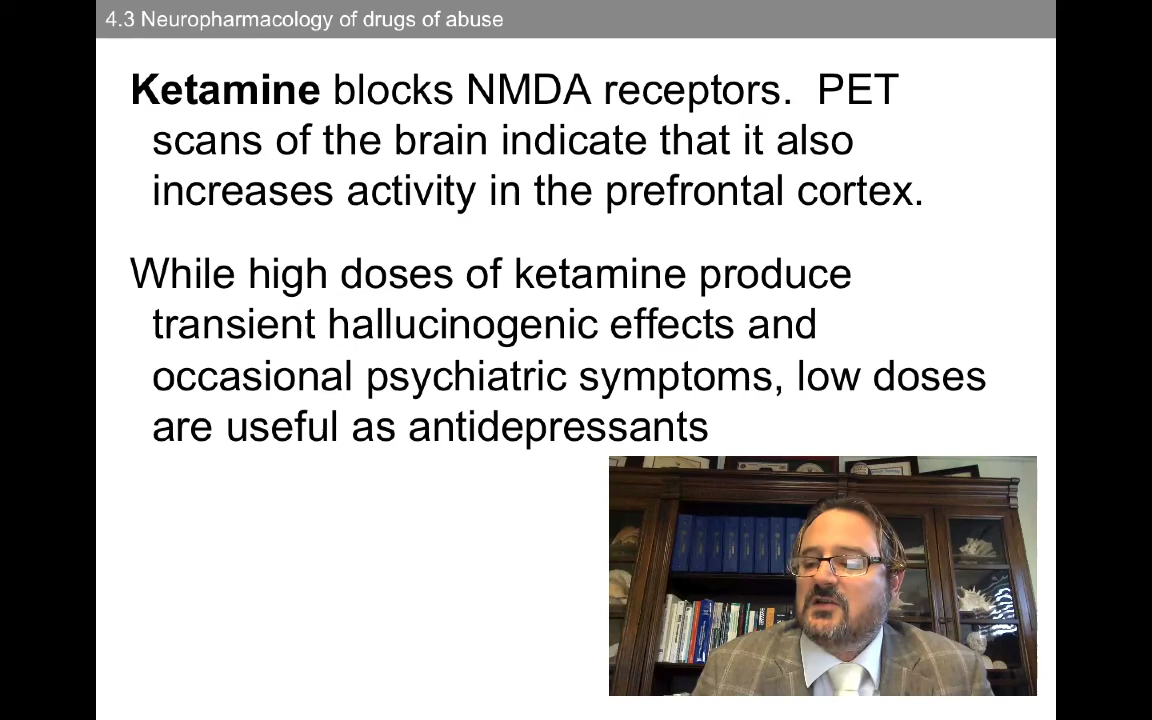 4.3 Neuropharmacology of drugs of abuse
Ketamine blocks NMDA receptors.  PET
scans of the brain indicate that it also
increases activity in the prefrontal cortex.
While high doses of ketamine produce
transient hallucinogenic effects and
occasional psychiatric symptoms, low doses
are useful as antidepressants